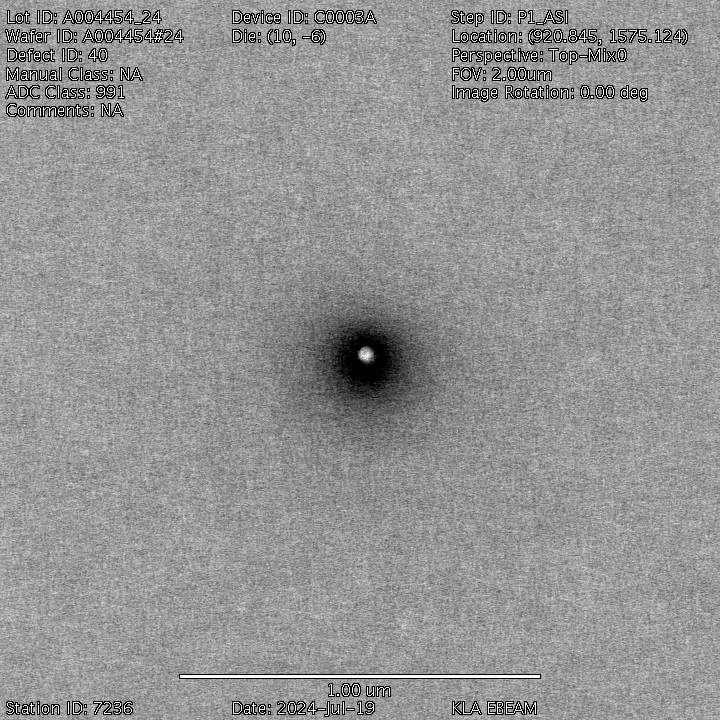 Lot ID: A004454_24 Device ID: C0003A Step ID: P1_ASI
Wafer ID: A004454#24 Die: (10, -6) Location: (920.845, 1575.124)
Defect ID: 40 Perspective: Top-Mix0
Manual Class: NA FOV: 2.00um
ADC Class: 991 Image Rotation: 0.00 deg
Comments: NA
1.00 um
Station ID: 7236 Date: 2024-Jul-19 KLA EBEAM